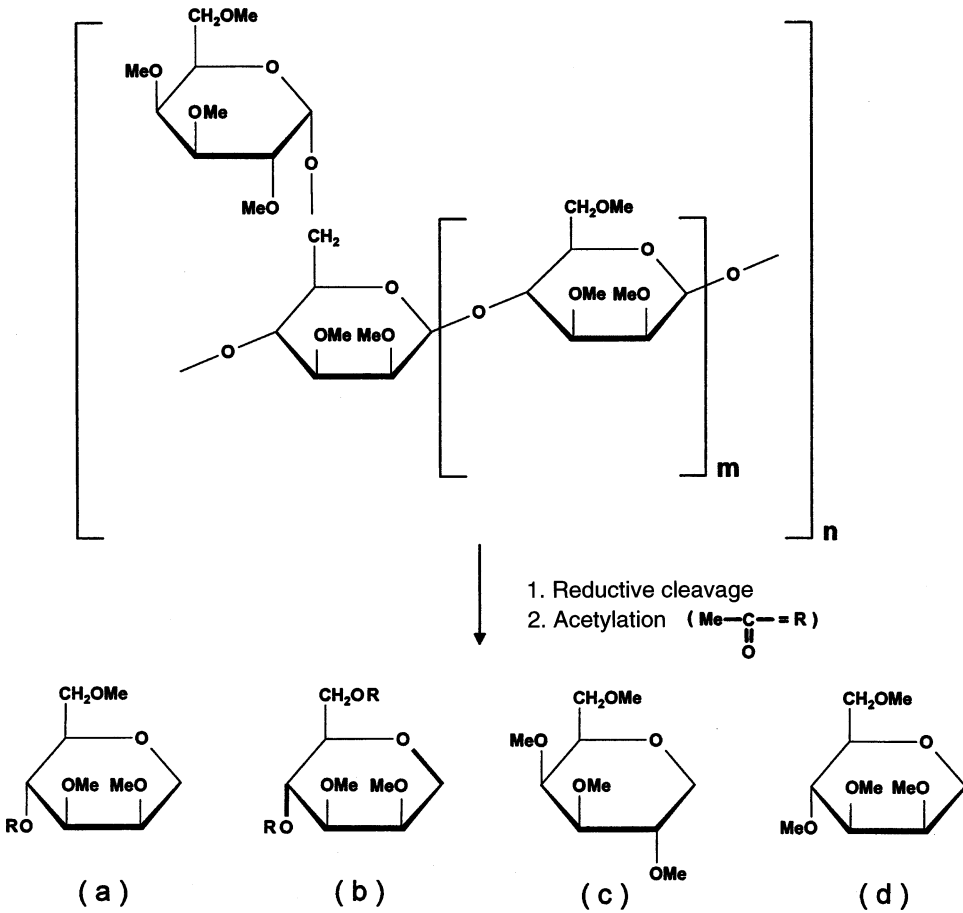 CH2OMe
O
MeO
OMe
O
MeO
CH2
CH2OMe
O
O
O
OMe MeO
O
OMe MeO
O
m
n
1. Reductive cleavage
2. Acetylation (Me—C—=R)
O
CH2OMe
O
OMe MeO
RO
CH2OR
O
OMe MeO
RO
CH2OMe
MeO
O
OMe
OMe
CH2OMe
O
OMe MeO
MeO
(a) (b) (c) (d)